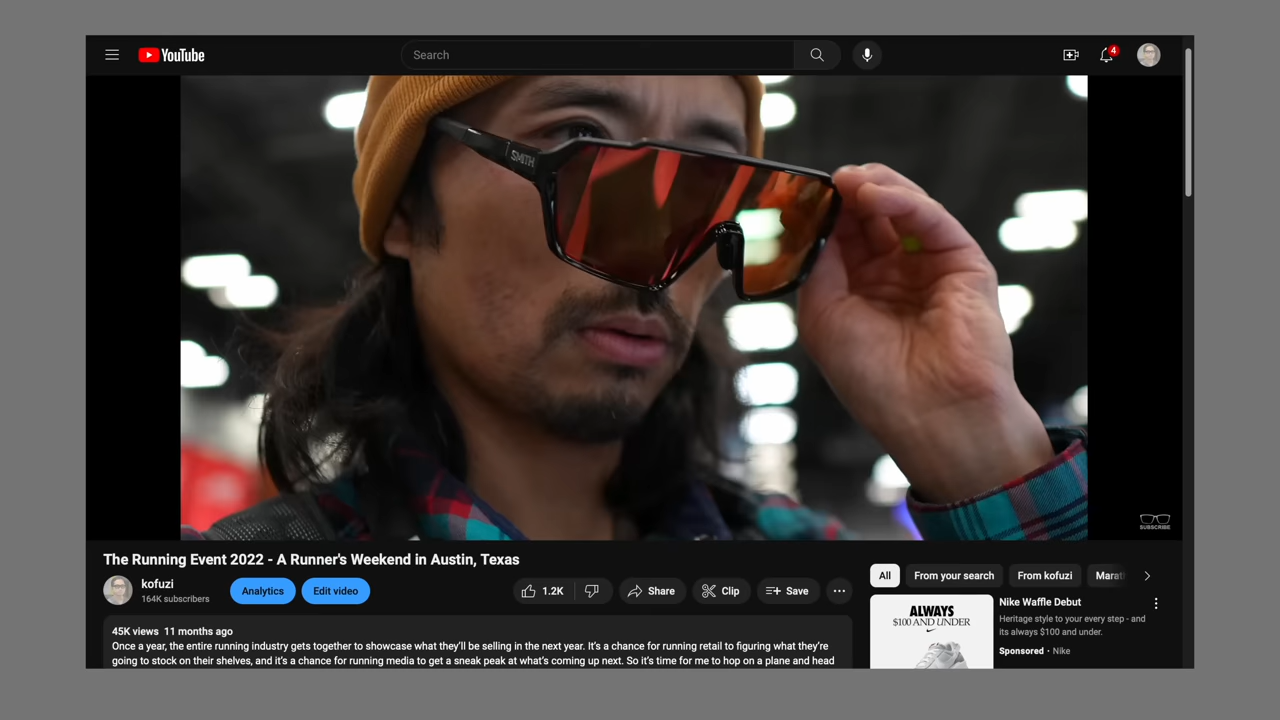 YouTube
Search
4
SMITH
SUBSCRIBE
The Running Event 2022 - A Runner's Weekend in Austin, Texas
kofuzi
164K subscribers
Analytics
Edit video
1.2K
Share
Clip
Save
45K views 11 months ago
Once a year, the entire running industry gets together to showcase what they'll be selling in the next year. It's a chance for running retail to figuring what they're
going to stock on their shelves, and it's a chance for running media to get a sneak peak at what's coming up next. So it's time for me to hop on a plane and head
All
From your search
From kofuzi
Marat
ALWAYS
$100 AND UNDER
Nike Waffle Debut
Heritage style to your every step - and
its always $100 and under.
Sponsored · Nike